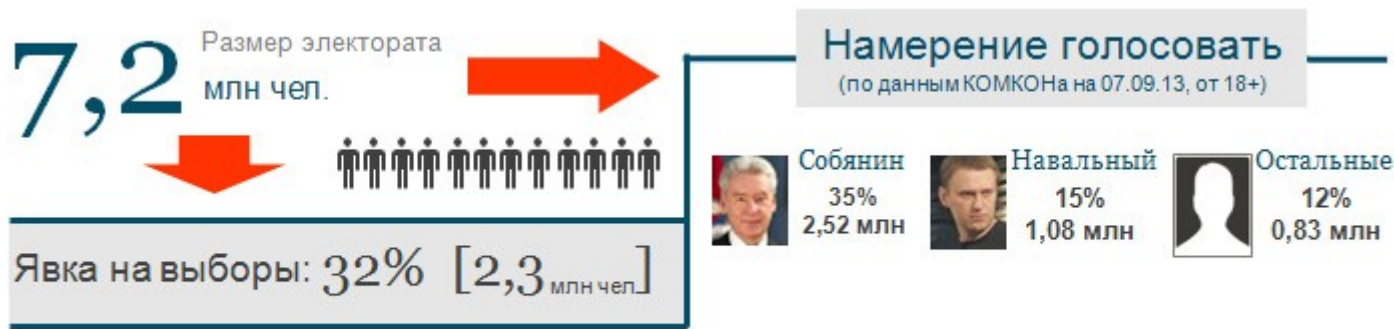 7,2 Размер электората
млн чел.
Явка на выборы: 32% [2,3 млн чел]
Намерение голосовать
(по данным КОМКОНа на 07.09.13, от 18+)
Собянин
35%
2,52 млн
Навальный
15%
1,08 млн
Остальные
12%
0,83 млн